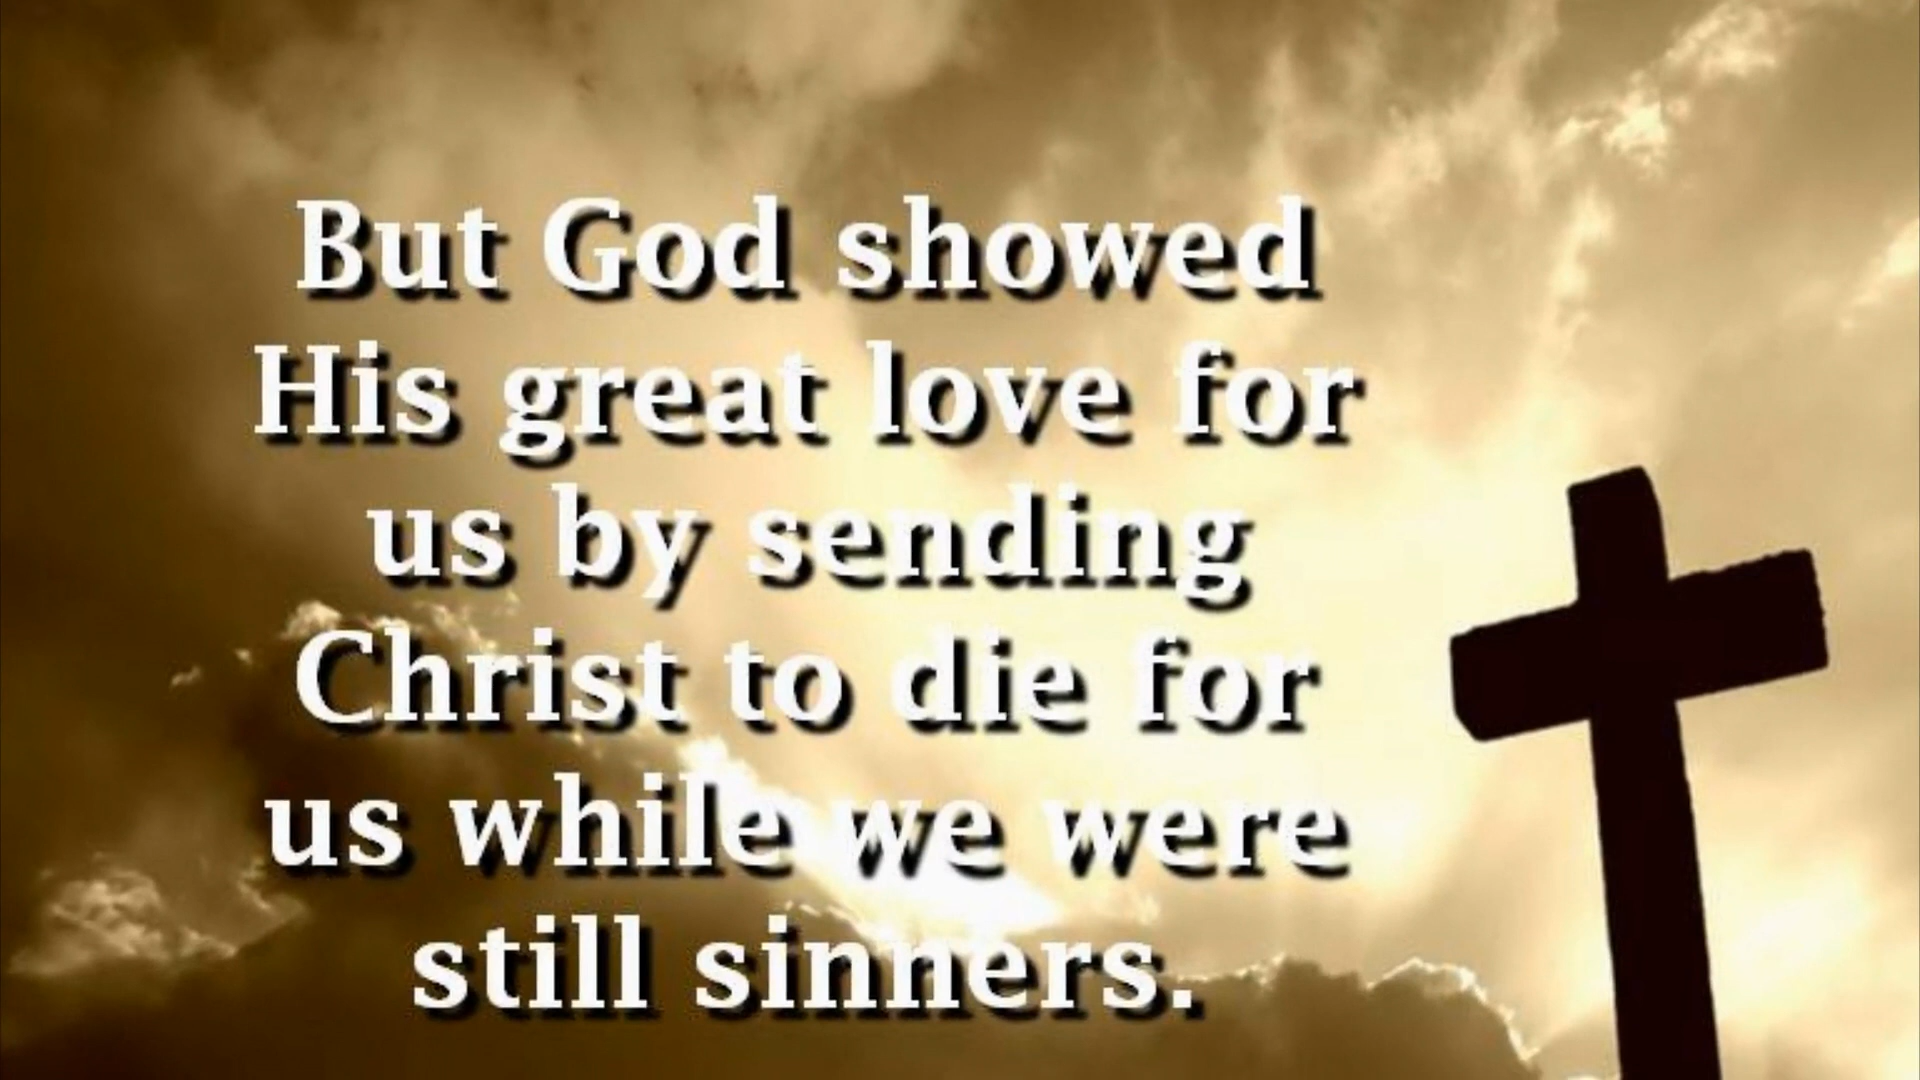 But God showed
His great love for
us by sending
Christ to die for
us while we were
still sinners.